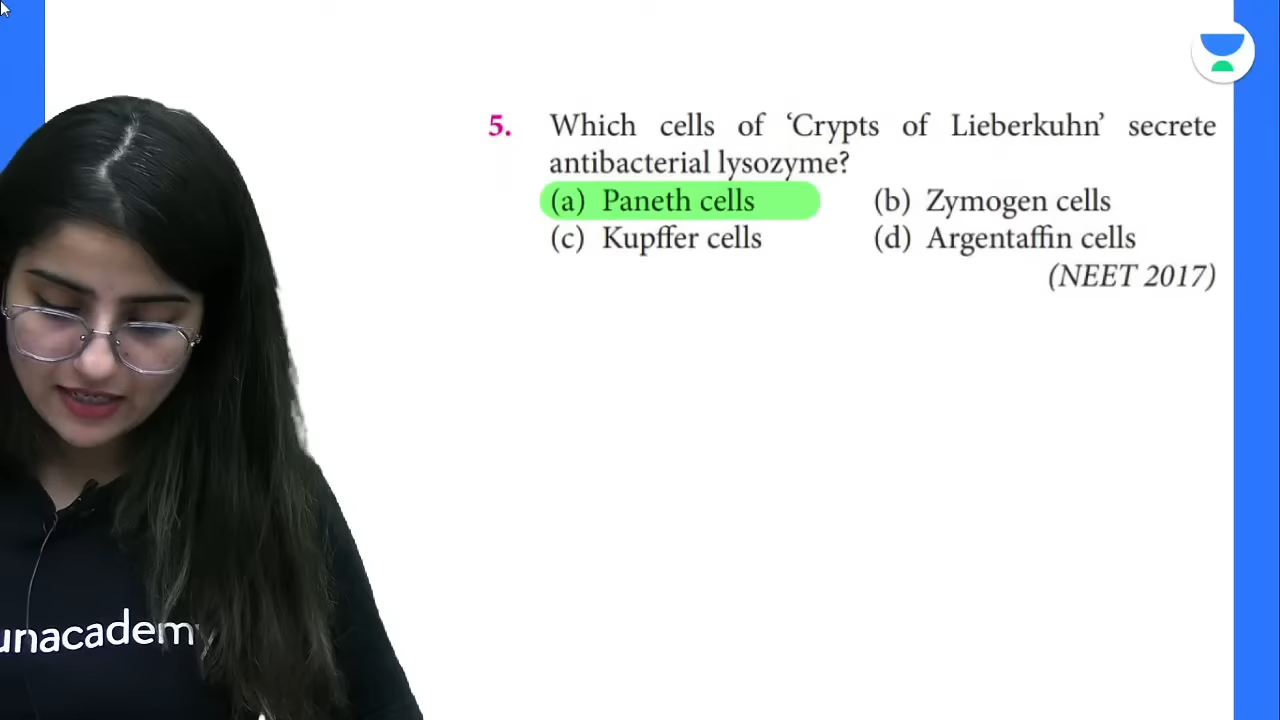 5. Which cells of ‘Crypts of Lieberkuhn’ secrete
antibacterial lysozyme?
(a) Paneth cells (b) Zymogen cells
(c) Kupffer cells (d) Argentaffin cells
(NEET 2017)
unacademy